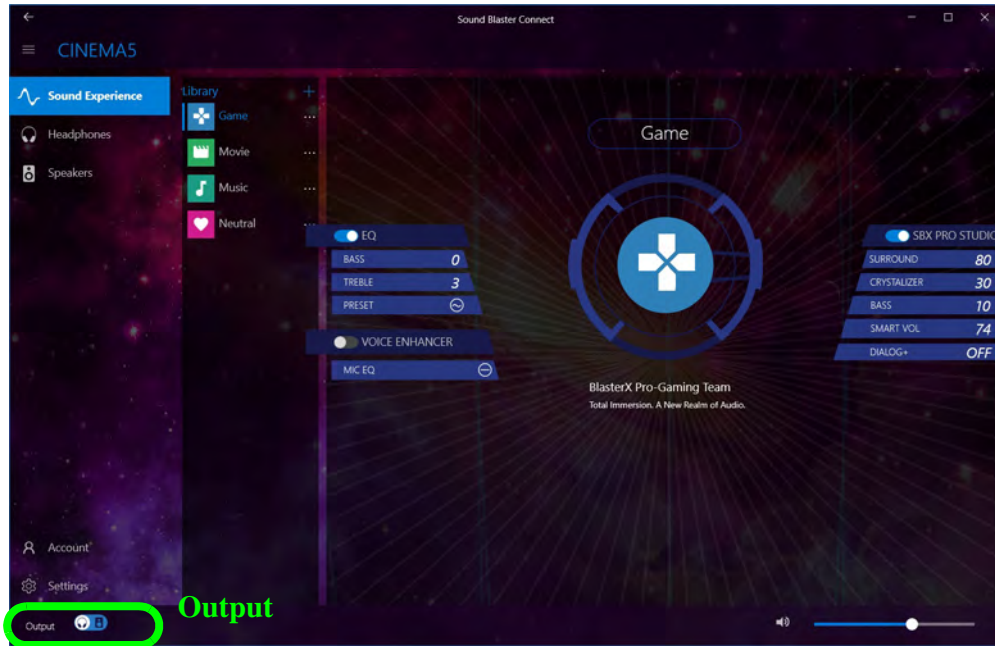 Sound Blaster Connect
CINEMA5
Sound Experience
Headphones
Speakers
Library
Game
Movie
Music
Neutral
Game
EQ
BASS 0
TREBLE 3
PRESET
VOICE ENHANCER
MIC EQ
SBX PRO STUDIO
SURROUND 80
CRYSTALIZER 30
BASS 10
SMART VOL 74
DIALOG+ OFF
BlasterX Pro-Gaming Team
Total Immersion. A New Realm of Audio.
Account
Settings
Output
Output